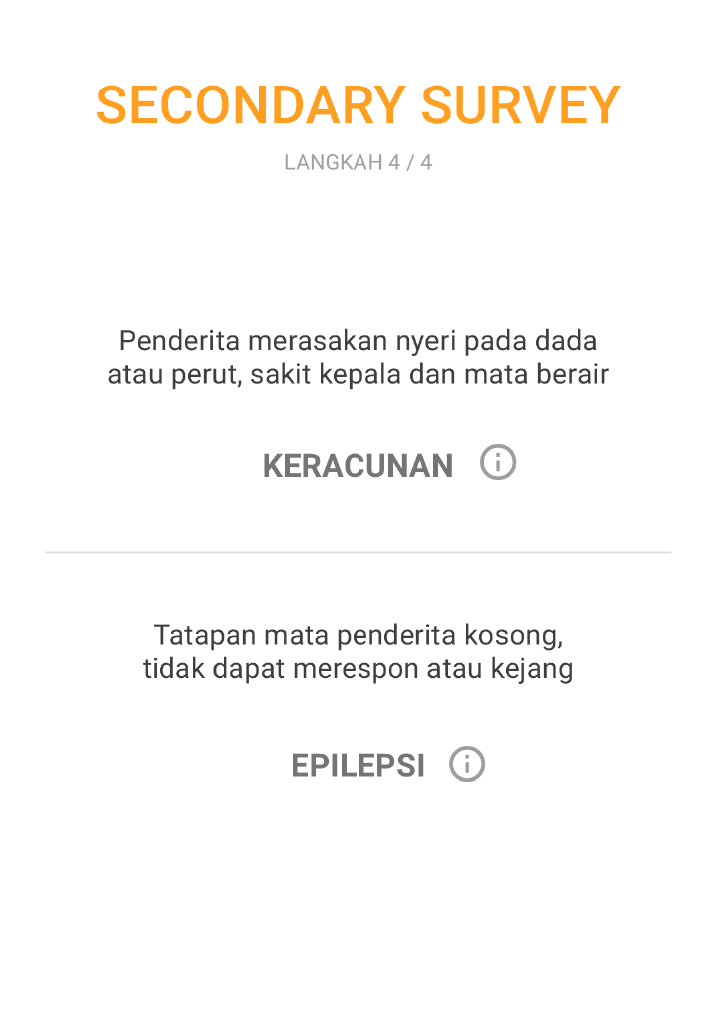 SECONDARY SURVEY
LANGKAH 4 / 4
Penderita merasakan nyeri pada dada
atau perut, sakit kepala dan mata berair
KERACUNAN
Tatapan mata penderita kosong,
tidak dapat merespon atau kejang
EPILEPSI